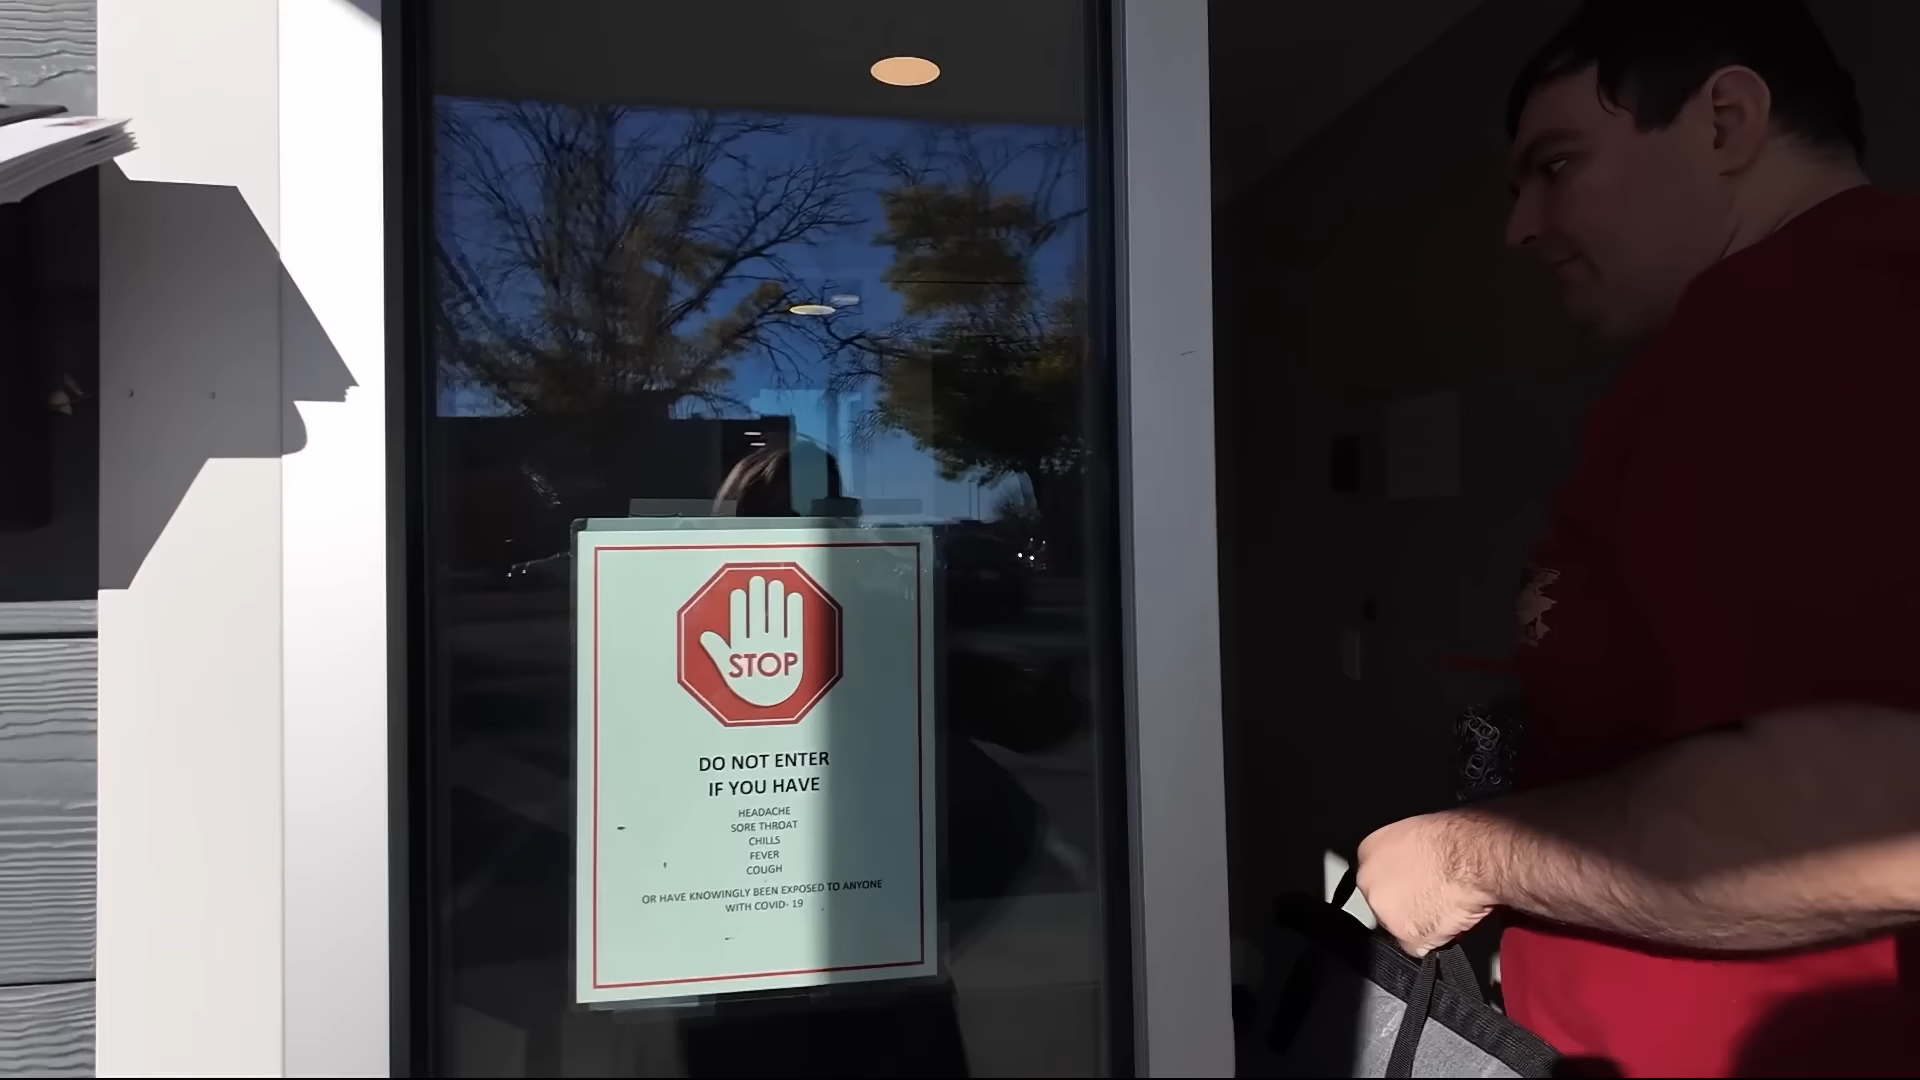 STOP
DO NOT ENTER
IF YOU HAVE
HEADACHE
SORE THROAT
CHILLS
FEVER
COUGH
OR HAVE KNOWINGLY BEEN EXPOSED TO ANYONE
WITH COVID- 19